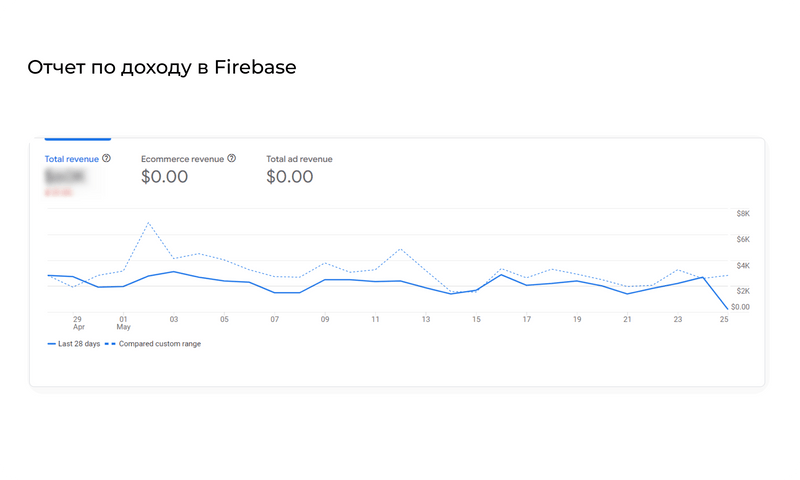 Отчет по доходу в Firebase
Total revenue
Ecommerce revenue
Total ad revenue
$0.00
$0.00
$8K
$6K
$4K
$2K
$0.00
29
Apr
01
May
03
05
07
09
11
13
15
17
19
21
23
25
Last 28 days
Compared custom range